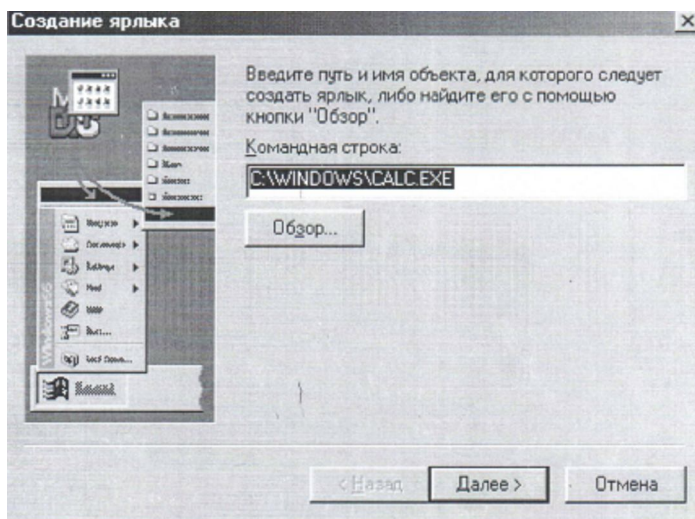 Создание ярлыка
Введите путь и имя объекта, для которого следует
создать ярлык, либо найдите его с помощью
кнопки "Обзор".
Командная строка:
C:\WINDOWS\CALC.EXE
Обзор...
< Назад
Далее >
Отмена